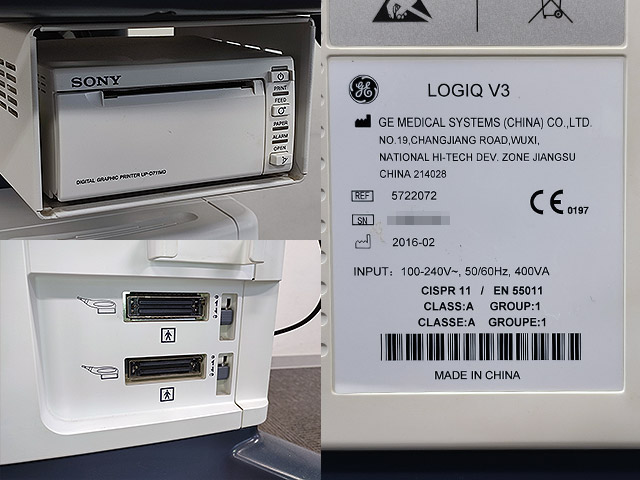 SONY
PRINT
FEED
PAPER
ALARM
OPEN
DIGITAL GRAPHIC PRINTER UP-D711MD
GE
LOGIQ V3
GE MEDICAL SYSTEMS (CHINA) CO.,LTD.
NO.19,CHANGJIANG ROAD,WUXI,
NATIONAL HI-TECH DEV. ZONE JIANGSU
CHINA 214028
REF 5722072
CE 0197
SN
2016-02
INPUT: 100-240V~, 50/60Hz, 400VA
CISPR 11 / EN 55011
CLASS:A GROUP:1
CLASSE:A GROUPE:1
MADE IN CHINA